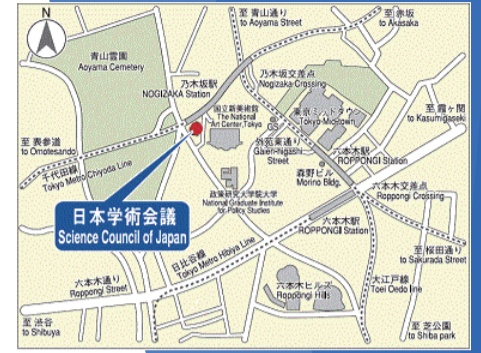 N
至 青山通り
to Aoyama Street
至 赤坂
to Akasaka
青山霊園
Aoyama Cemetery
乃木坂駅
NOGIZAKA Station
乃木坂交差点
Nogizaka Crossing
国立新美術館
The National
Art Center, Tokyo
東京ミッドタウン
Tokyo Midtown
至 霞ヶ関
to Kasumigaseki
GS
外苑東通り
Gaien-higashi
Street
六本木駅
ROPPONGI Station
至 表参道
to Omotesando
千代田線
Tokyo Metro Chiyoda Line
森野ビル
Morino Bldg.
六本木交差点
Roppongi Crossing
政策研究大学院大学
National Graduate Institute
for Policy Studies
日本学術会議
Science Council of Japan
六本木駅
ROPPONGI Station
日比谷線
Tokyo Metro Hibiya Line
至 桜田通り
to Sakurada Street
六本木通り
Roppongi Street
六本木ヒルズ
Roppongi Hills
大江戸線
Toei Oedo line
至 渋谷
to Shibuya
至 芝公園
to Shiba park